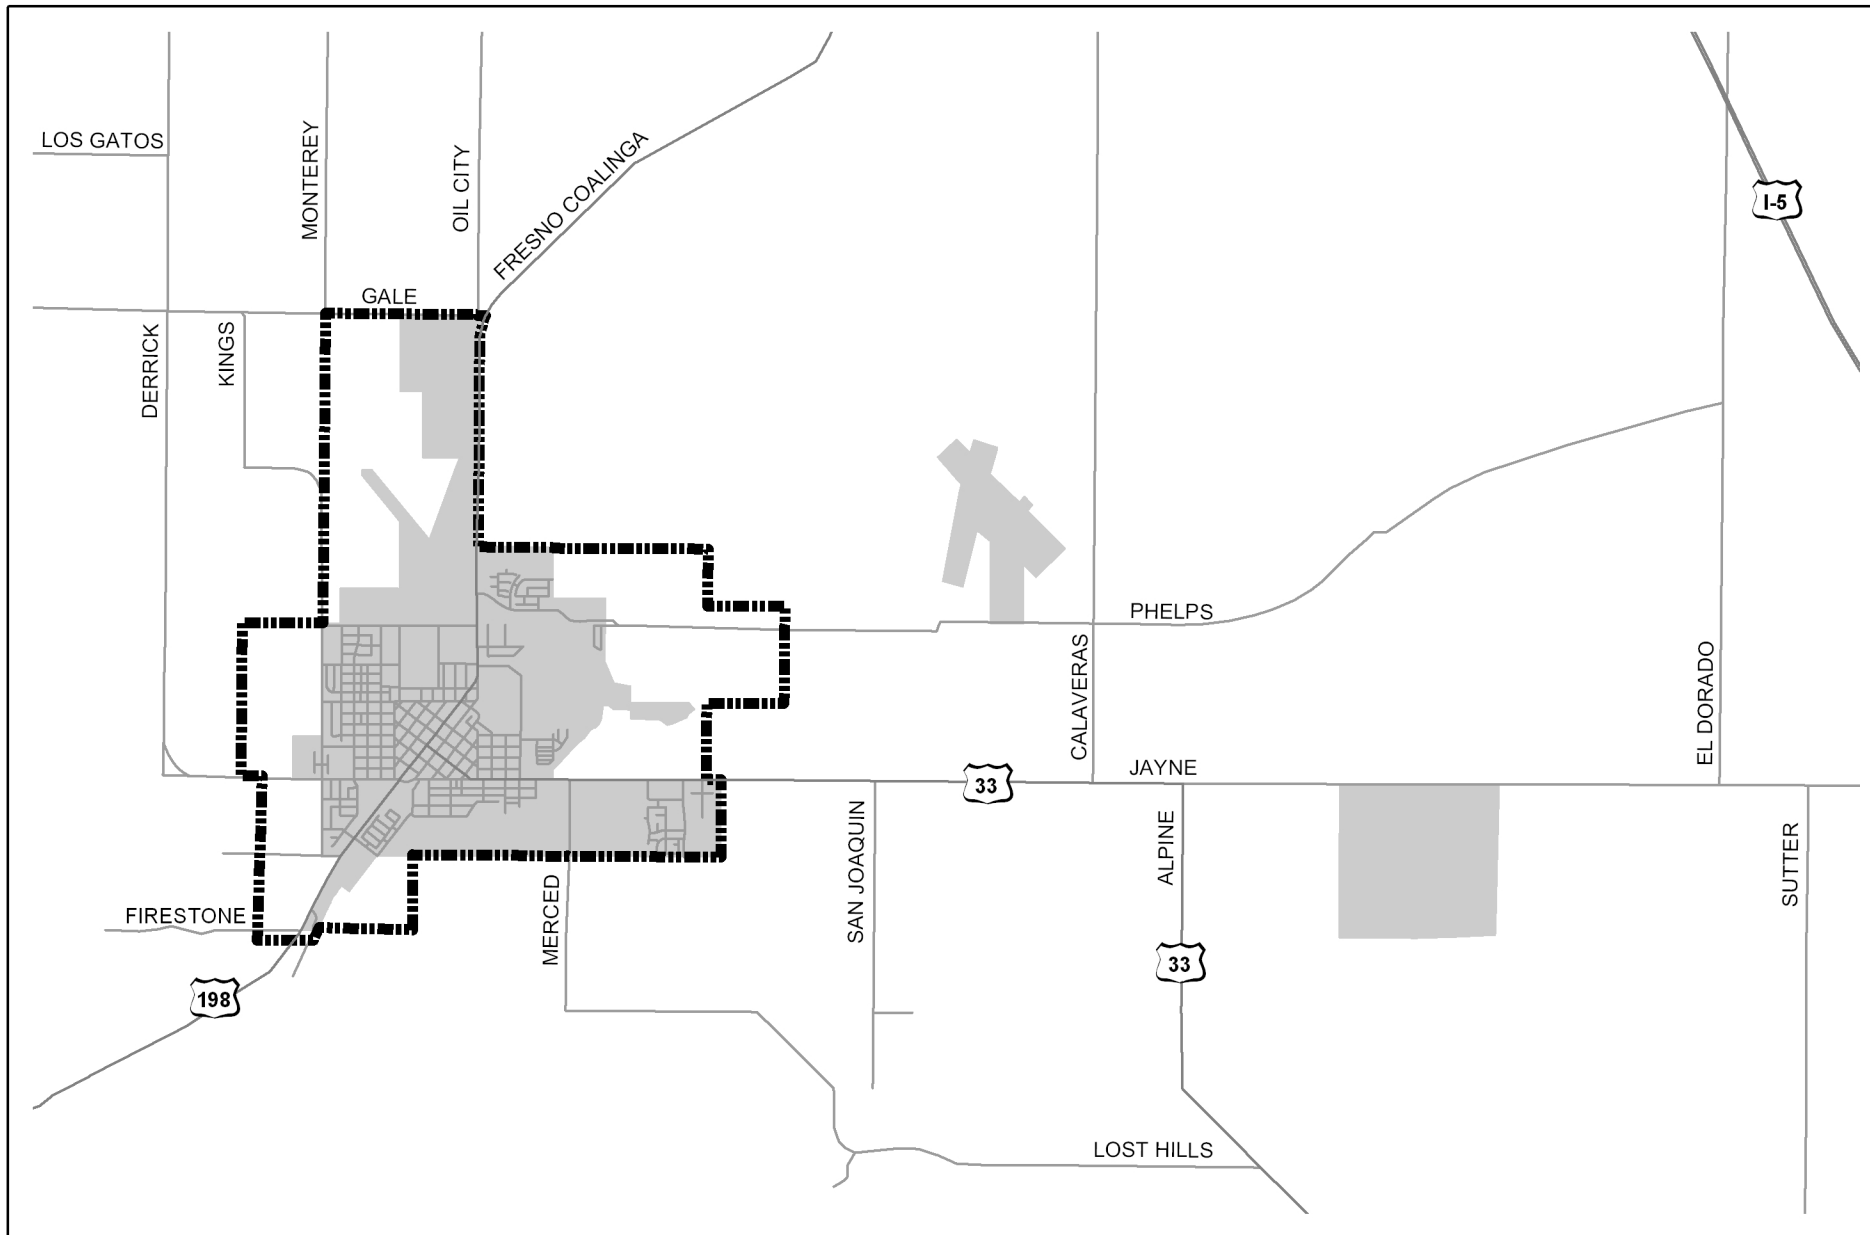 LOS GATOS
MONTEREY
OIL CITY
FRESNO COALINGA
I-5
GALE
DERRICK
KINGS
PHELPS
CALAVERAS
EL DORADO
JAYNE
33
SAN JOAQUIN
ALPINE
SUTTER
FIRESTONE
MERCED
33
198
LOST HILLS